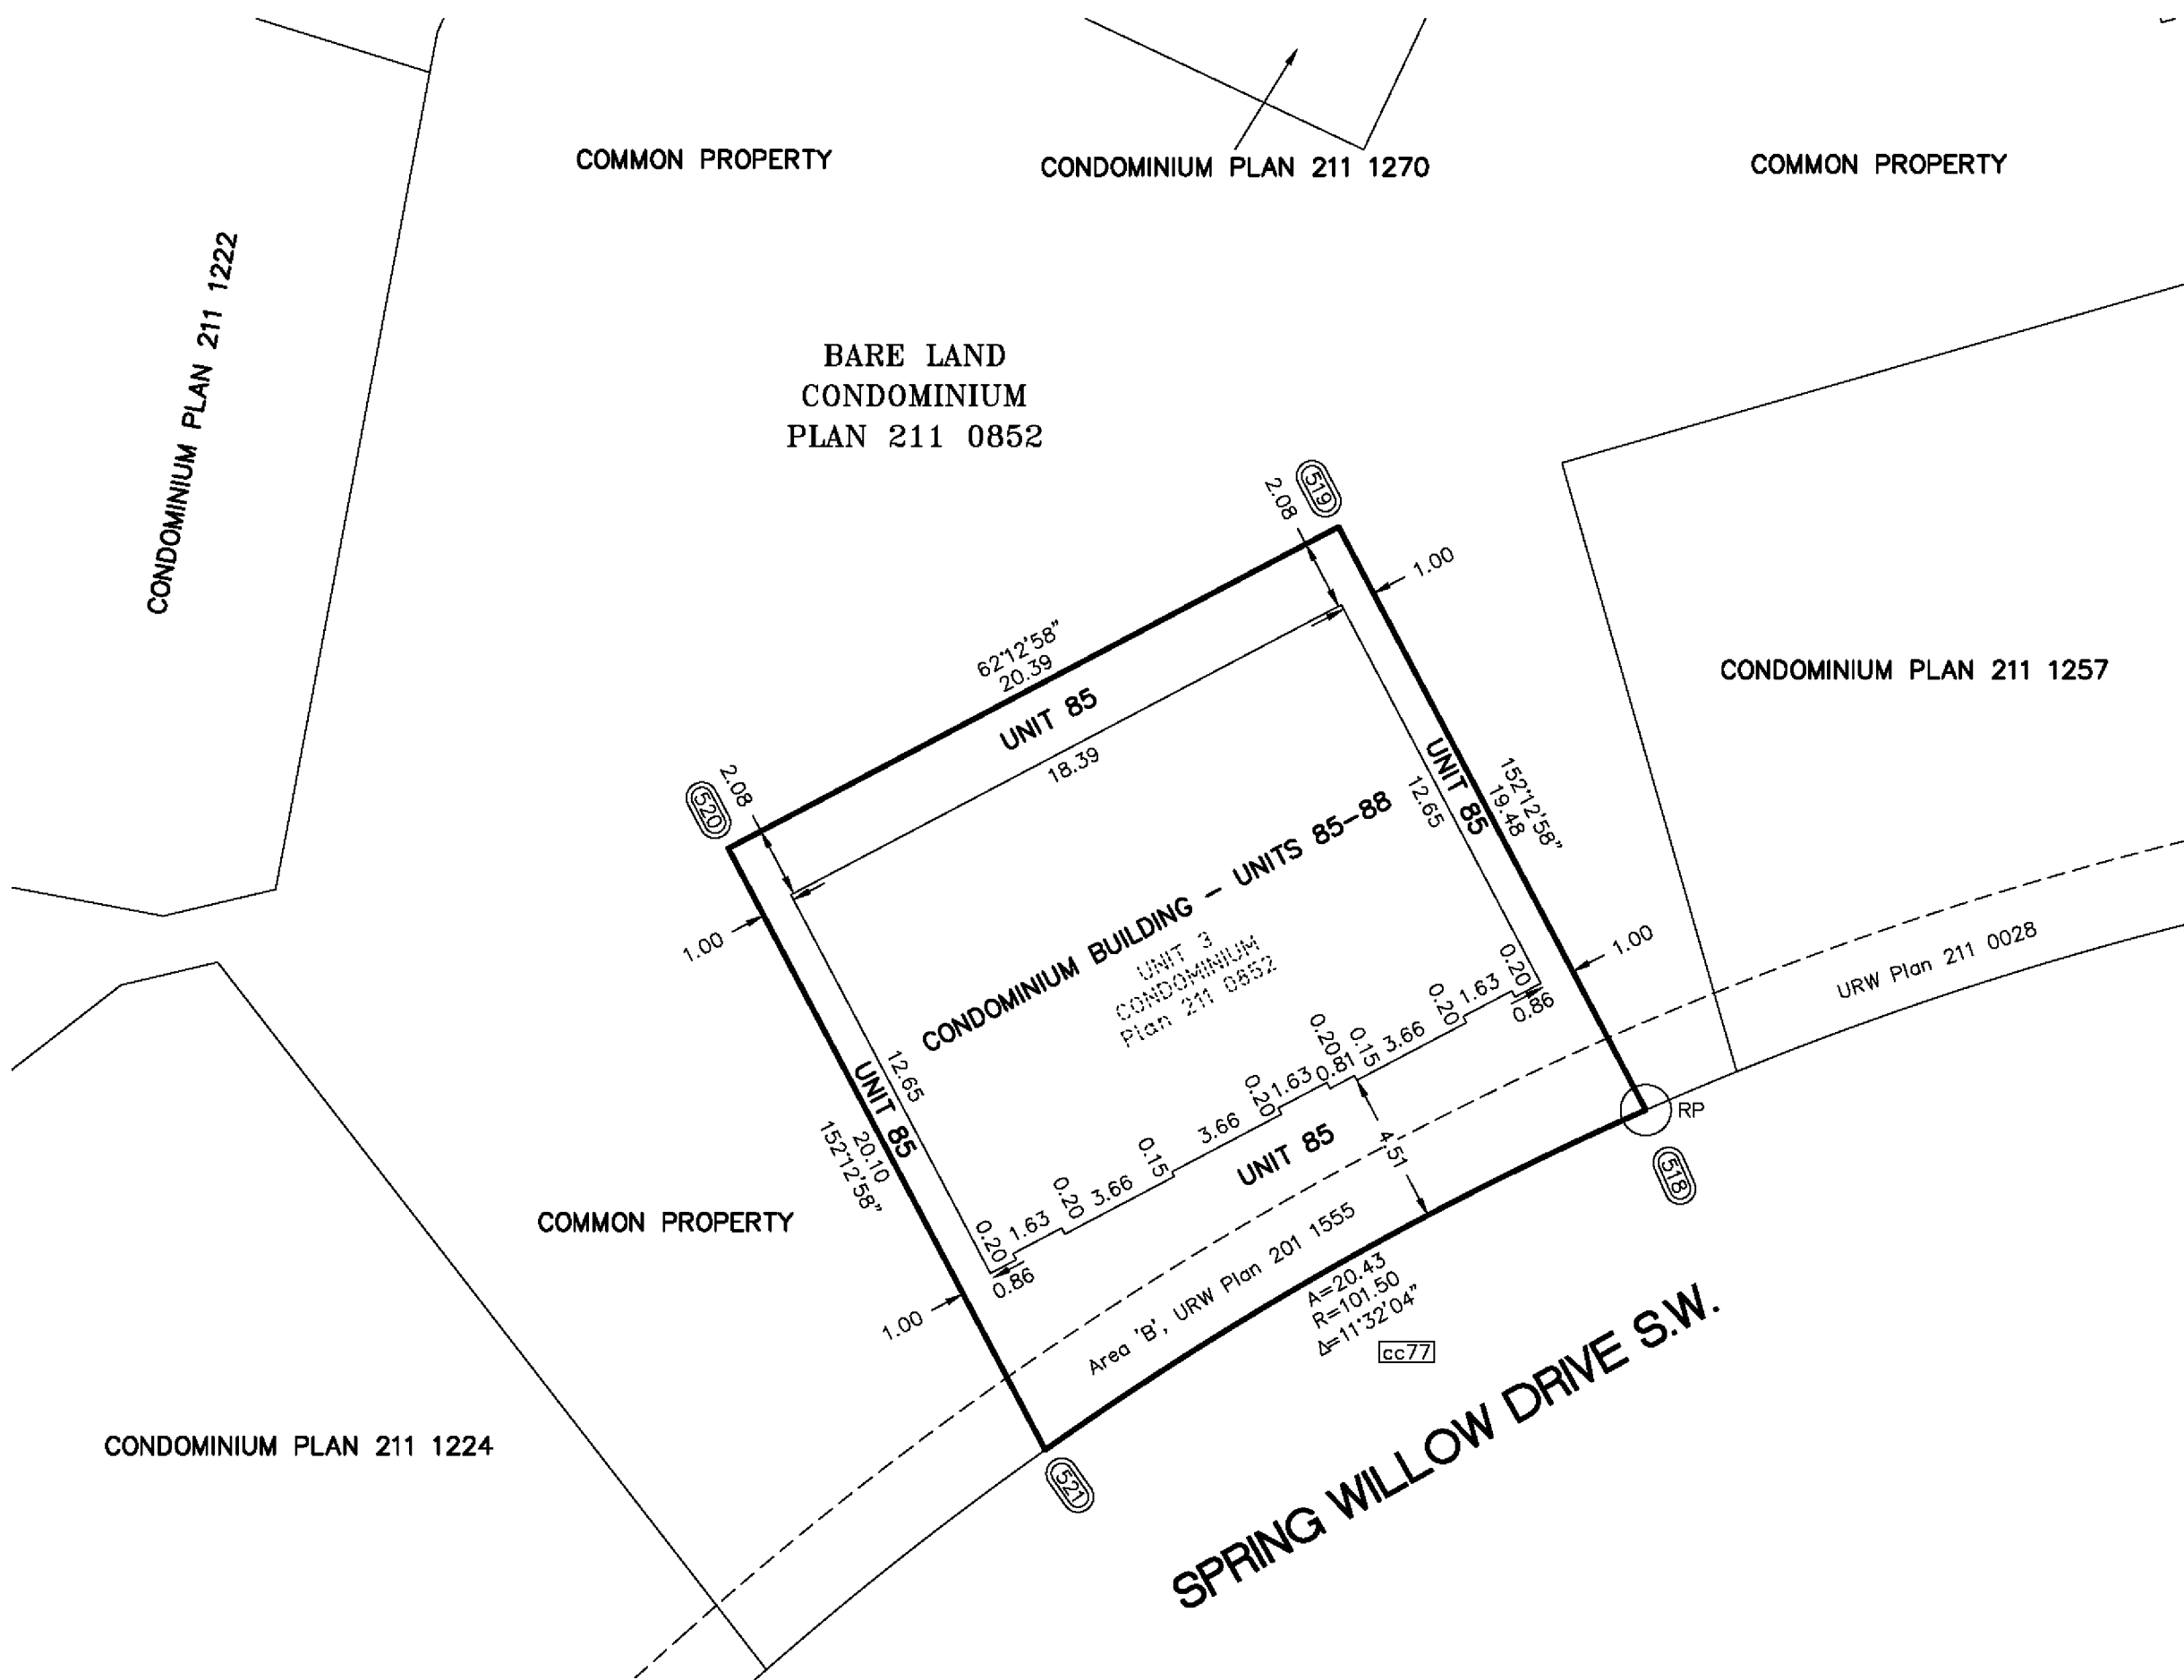 COMMON PROPERTY
CONDOMINIUM PLAN 211 1270
COMMON PROPERTY
CONDOMINIUM PLAN 211 1222
BARE LAND
CONDOMINIUM
PLAN 211 0852
519
2.08
1.00
62°12'58"
20.39
UNIT 85
18.39
CONDOMINIUM PLAN 211 1257
520
2.08
1.00
UNIT 85
12.65
152°12'58"
19.48
CONDOMINIUM BUILDING - UNITS 85-88
UNIT 3
CONDOMINIUM
Plan 211 0852
1.00
URW Plan 211 0028
12.65
UNIT 85
20.10
152°12'58"
0.20
1.63
0.20
3.66
0.15
3.66
0.20
1.63
0.20
0.81
0.15
3.66
0.20
1.63
0.20
0.86
0.86
4.51
UNIT 85
RP
518
COMMON PROPERTY
1.00
Area 'B', URW Plan 201 1555
A=20.43
R=101.50
Δ=11°32'04"
cc77
521
CONDOMINIUM PLAN 211 1224
SPRING WILLOW DRIVE S.W.